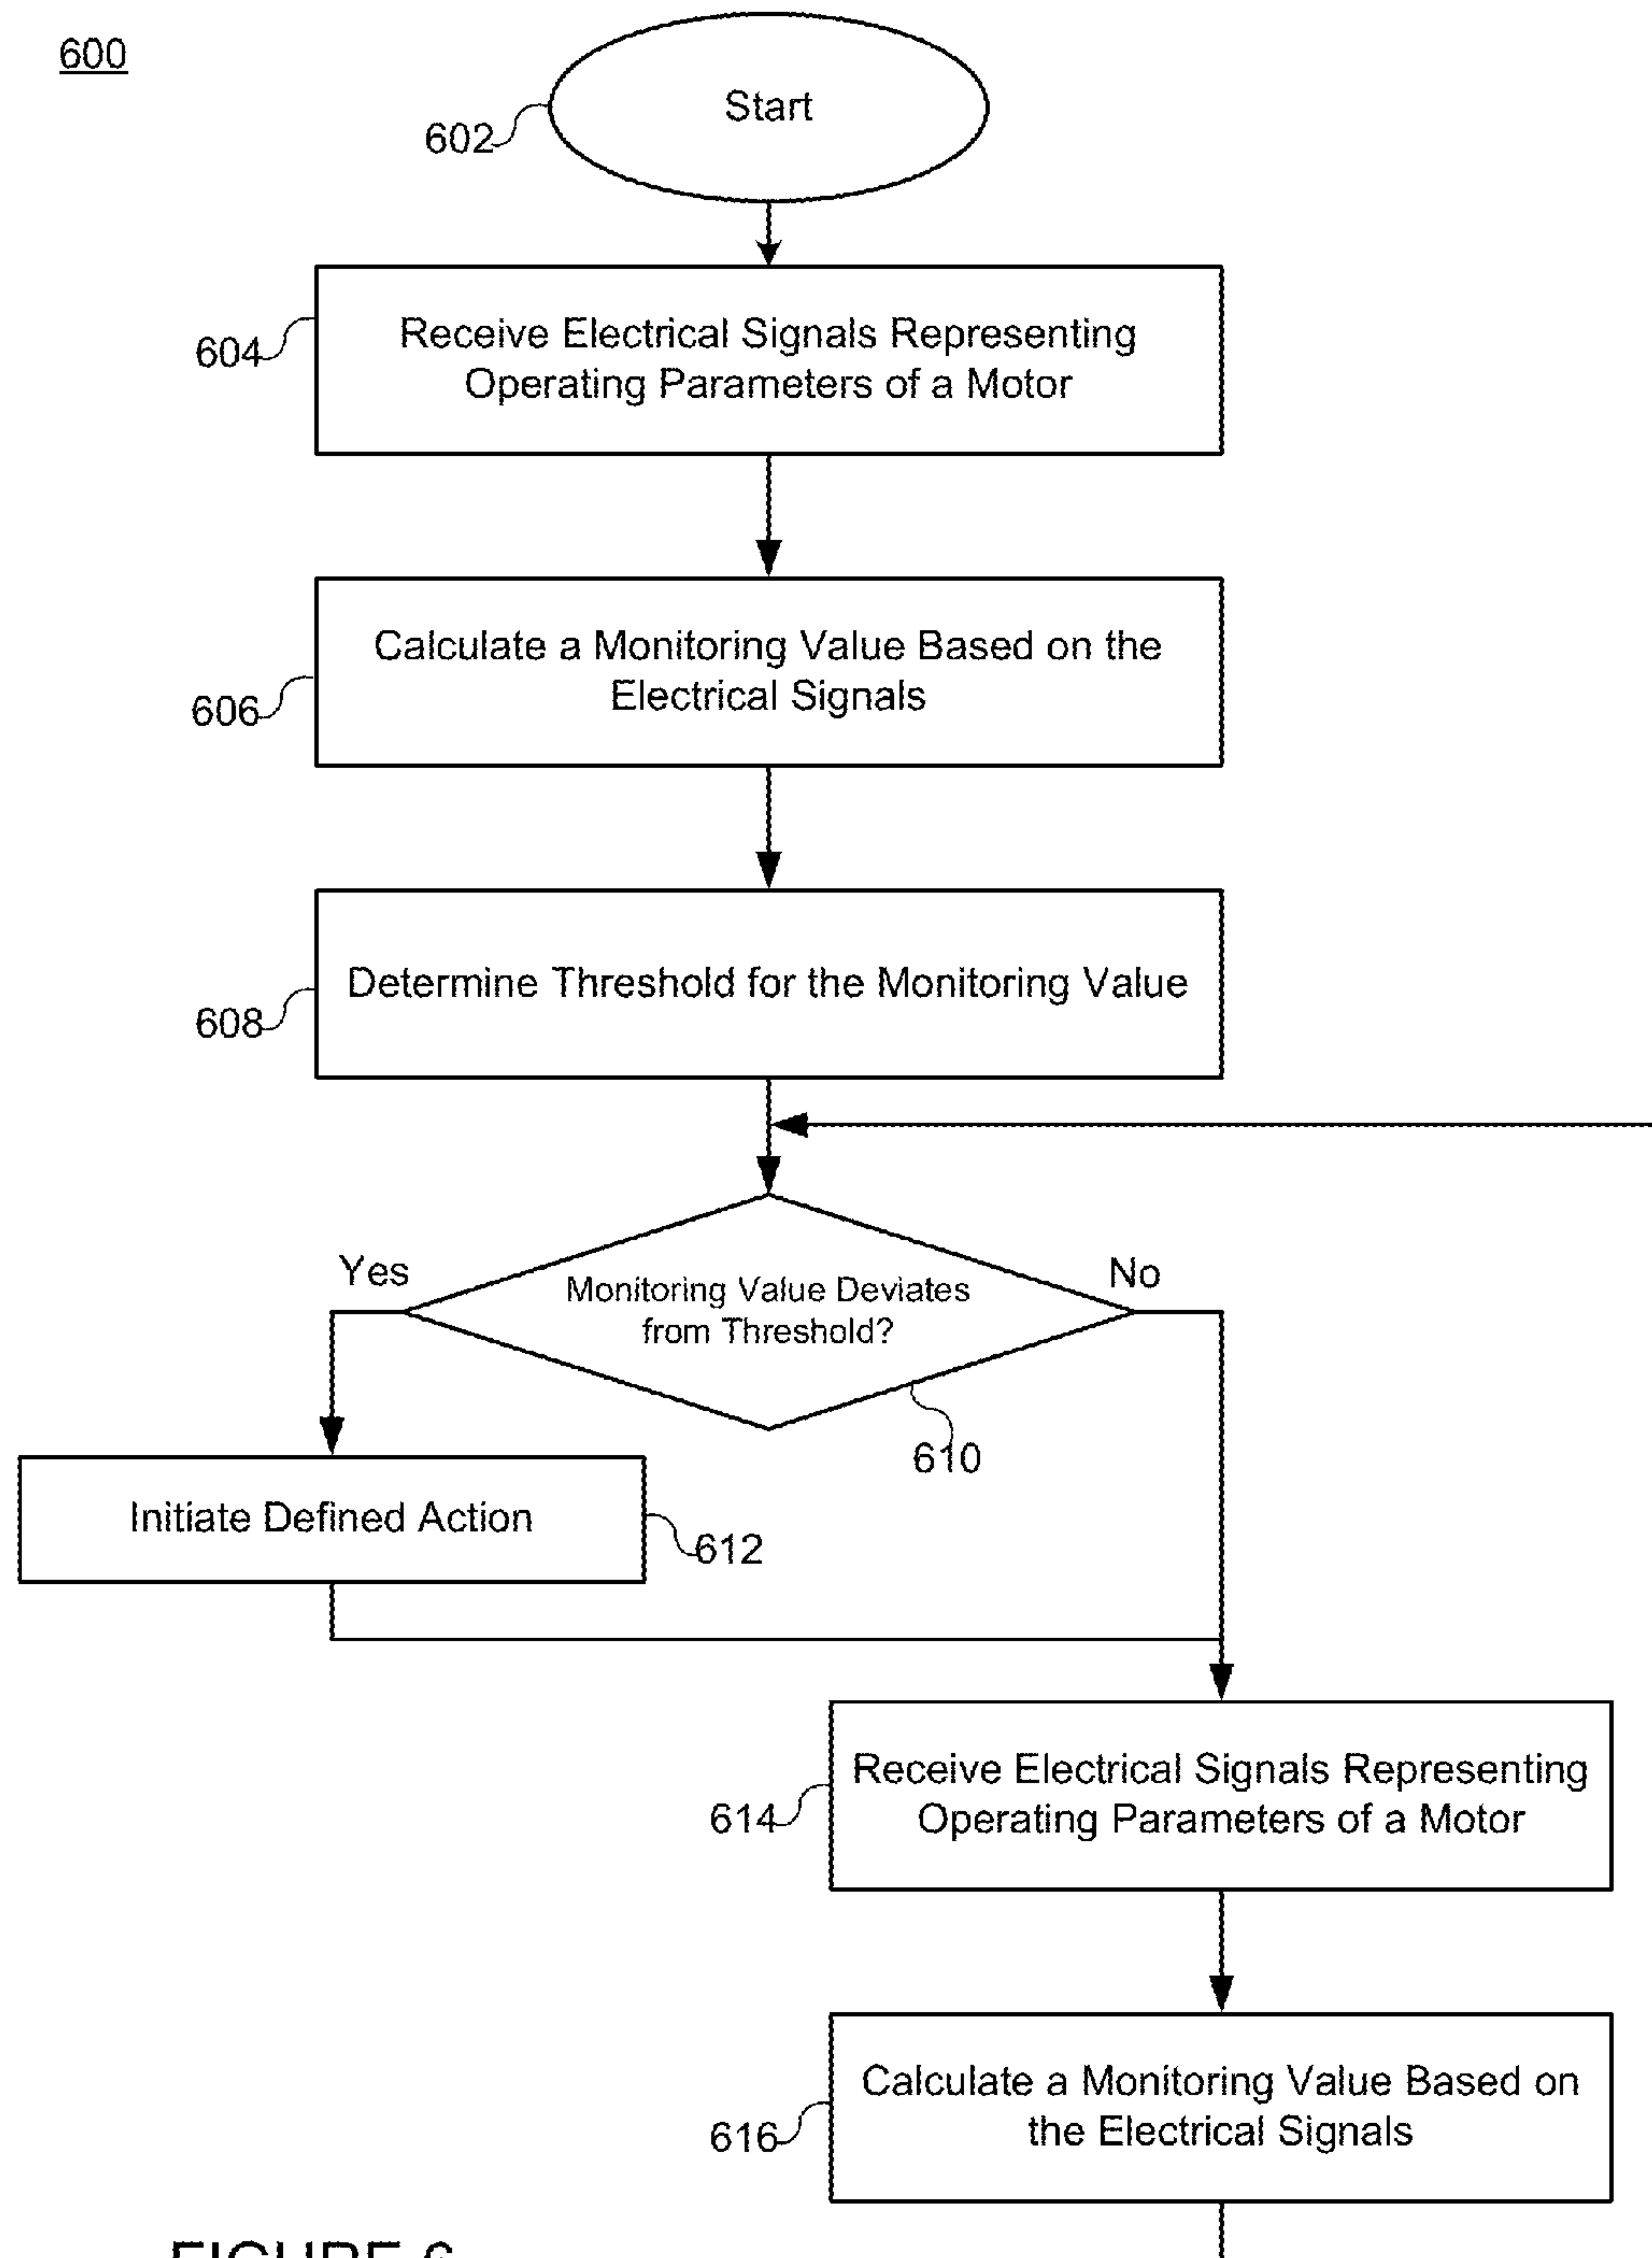 600
Start
602
Receive Electrical Signals Representing
Operating Parameters of a Motor
604
Calculate a Monitoring Value Based on the
Electrical Signals
606
Determine Threshold for the Monitoring Value
608
Yes
No
Monitoring Value Deviates
from Threshold?
610
Initiate Defined Action
612
Receive Electrical Signals Representing
Operating Parameters of a Motor
614
Calculate a Monitoring Value Based on
the Electrical Signals
616
FIGURE 6